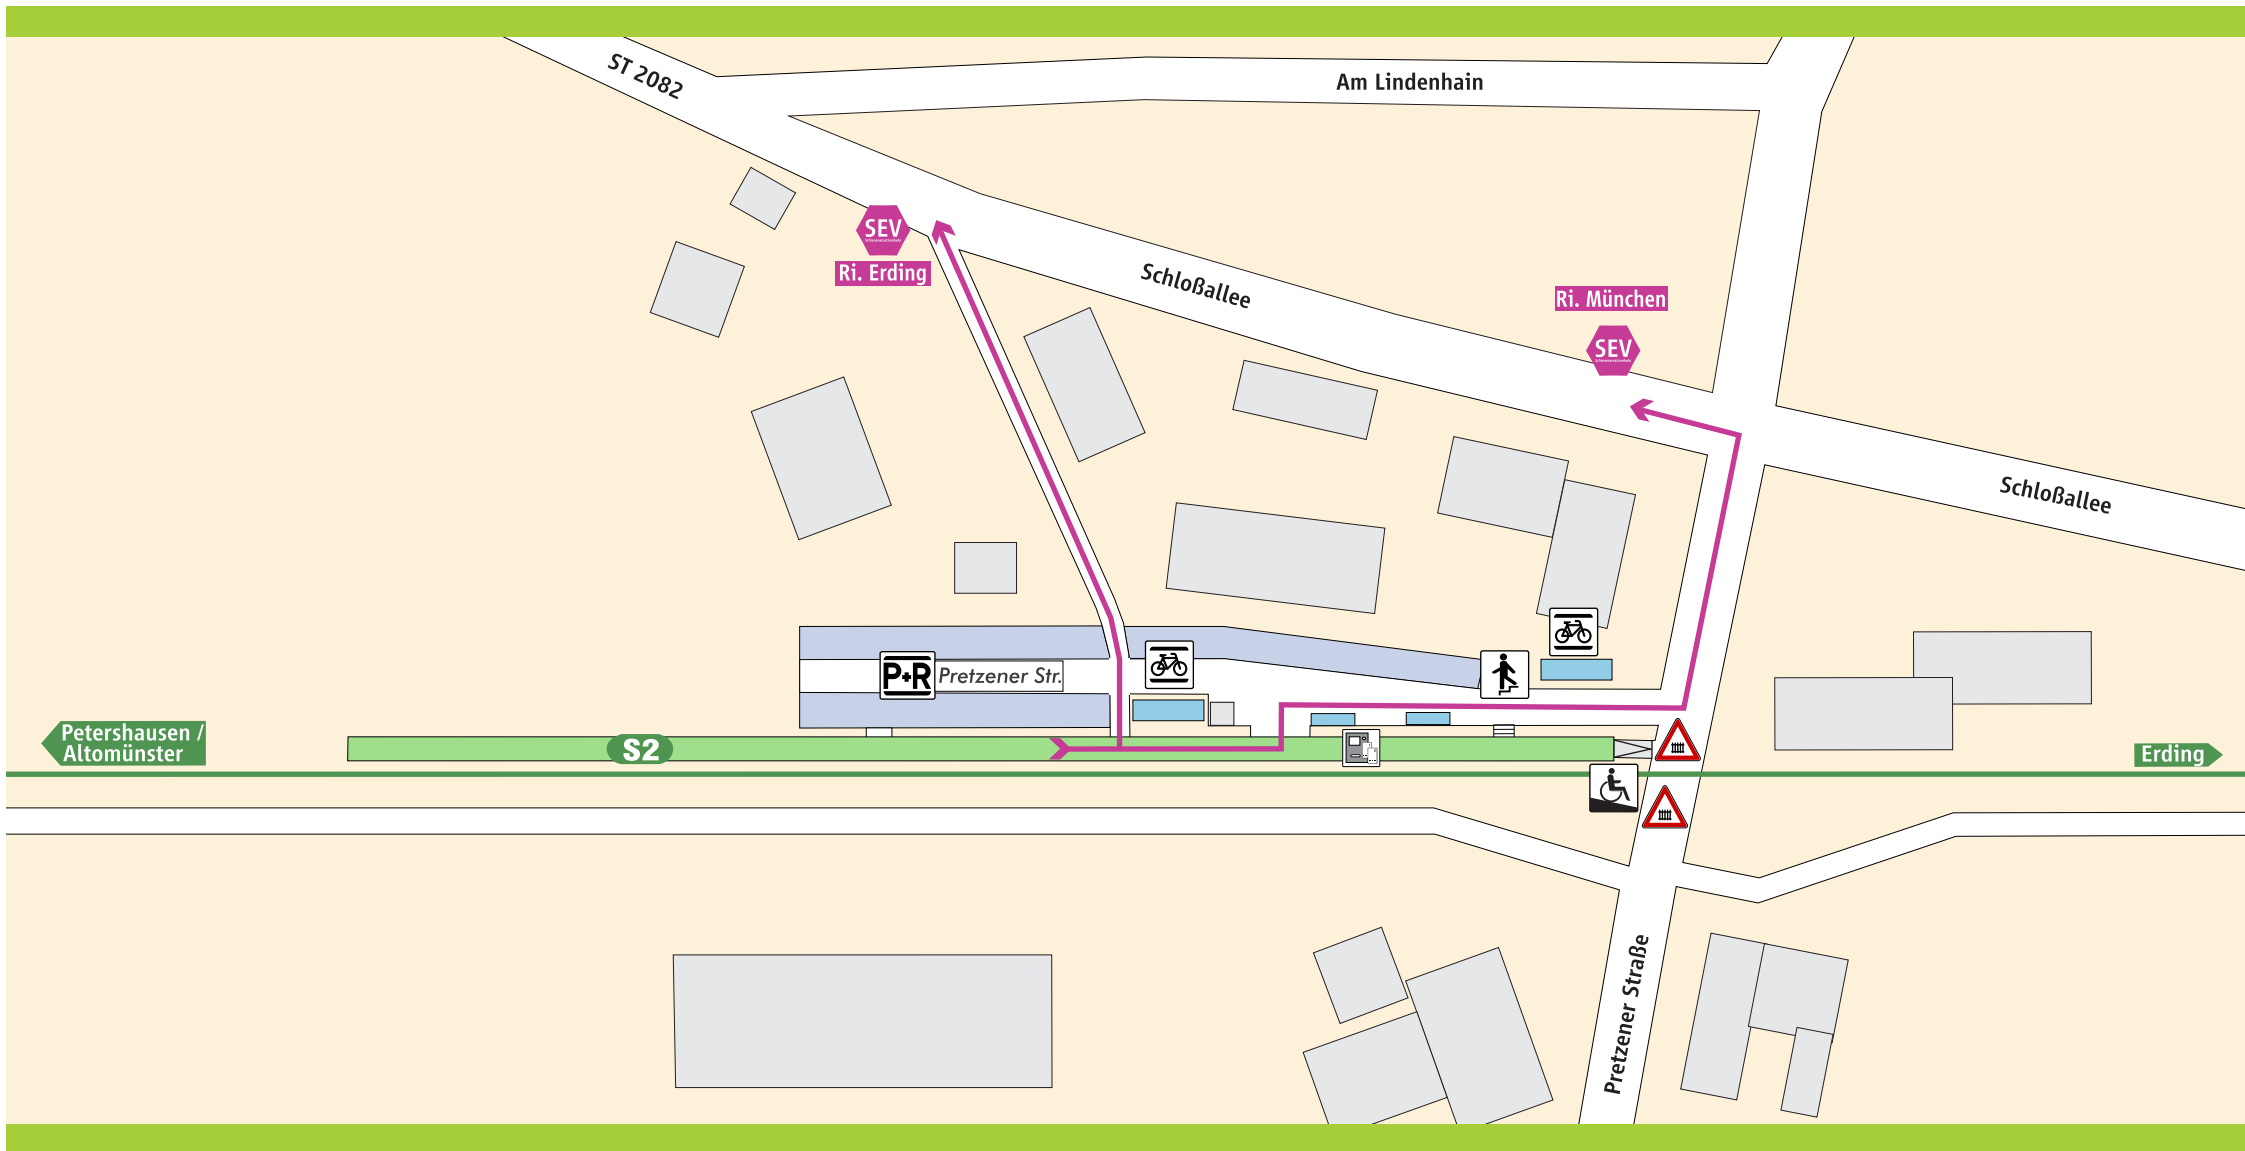 ST 2082
Am Lindenhain
SEV
Ri. Erding
Schloßallee
Ri. München
SEV
Schloßallee
P+R
Pretzener Str.
Petershausen /
Altomünster
S2
Erding
Pretzener Straße